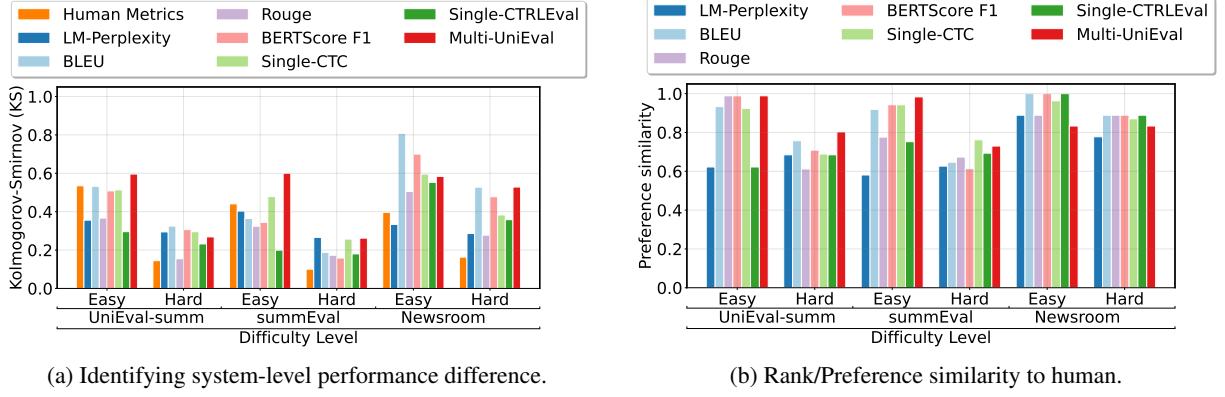 Human Metrics
LM-Perplexity
BLEU
Rouge
BERTScore F1
Single-CTC
Single-CTRLEval
Multi-UniEval
Kolmogorov-Smirnov (KS)
1.0
0.8
0.6
0.4
0.2
0.0
Easy Hard Easy Hard Easy Hard
UniEval-summ summEval Newsroom
Difficulty Level
(a) Identifying system-level performance difference.
LM-Perplexity
BLEU
Rouge
BERTScore F1
Single-CTC
Single-CTRLEval
Multi-UniEval
Preference similarity
1.0
0.8
0.6
0.4
0.2
0.0
Easy Hard Easy Hard Easy Hard
UniEval-summ summEval Newsroom
Difficulty Level
(b) Rank/Preference similarity to human.